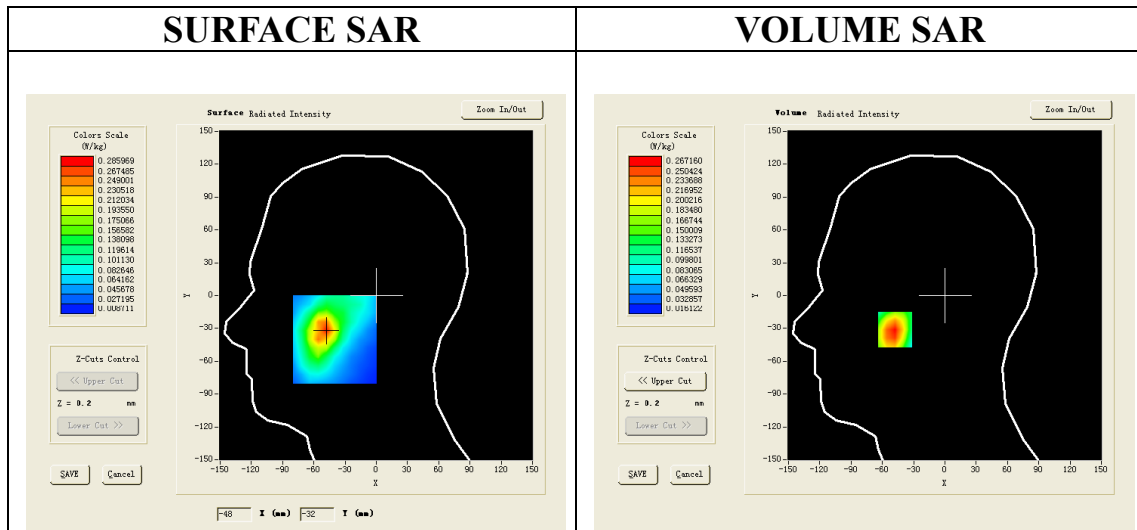 SURFACE SAR
VOLUME SAR
Surface Radiated Intensity
Zoom In/Out
Colors Scale
(W/kg)
0.285969
0.267485
0.249001
0.230518
0.212034
0.193550
0.175066
0.156582
0.138098
0.119614
0.101130
0.082646
0.064162
0.045678
0.027195
0.008711
150
120
90
60
30
0
-30
-60
-90
-120
-150
Y
-150 -120 -90 -60 -30 0 30 60 90 120 150
X
Z-Cuts Control
<< Upper Cut
Z = 0.2 mm
Lower Cut >>
SAVE Cancel
-48 X (mm) -32 Y (mm)
Volume Radiated Intensity
Zoom In/Out
Colors Scale
(W/kg)
0.267160
0.250424
0.233688
0.216952
0.200216
0.183480
0.166744
0.150009
0.133273
0.116537
0.099801
0.083065
0.066329
0.049593
0.032857
0.016122
150
120
90
60
30
0
-30
-60
-90
-120
-150
Y
-150 -120 -90 -60 -30 0 30 60 90 120 150
X
Z-Cuts Control
<< Upper Cut
Z = 0.2 mm
Lower Cut >>
SAVE Cancel